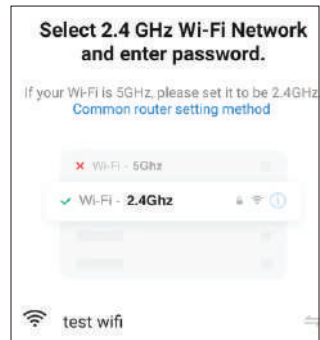 Select 2.4 GHz Wi-Fi Network
and enter password.
If your Wi-Fi is 5GHz, please set it to be 2.4GHz
Common router setting method
Wi-Fi - 5Ghz
Wi-Fi - 2.4Ghz
test wifi